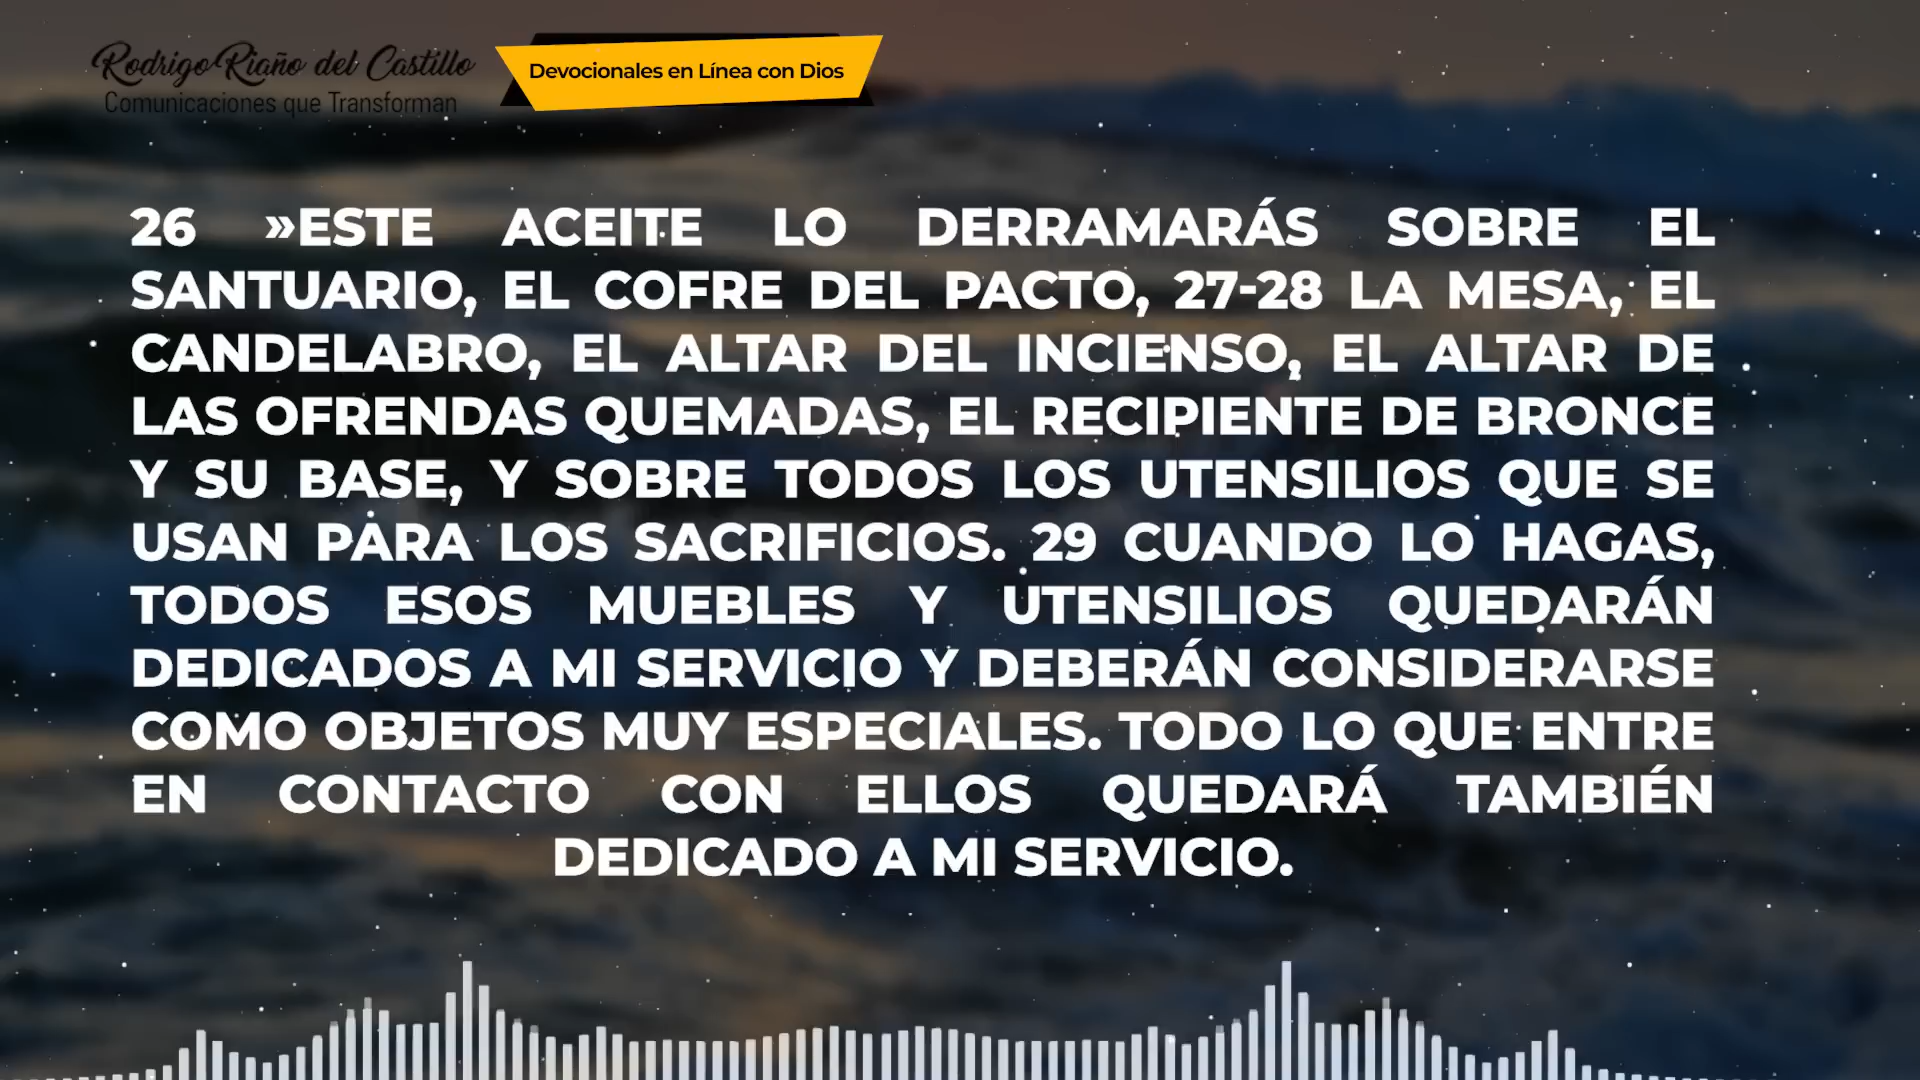 Rodrigo Riaño del Castillo
Comunicaciones que Transforman
Devocionales en Línea con Dios
26 »ESTE ACEITE LO DERRAMARÁS SOBRE EL
SANTUARIO, EL COFRE DEL PACTO, 27-28 LA MESA, EL
CANDELABRO, EL ALTAR DEL INCIENSO, EL ALTAR DE
LAS OFRENDAS QUEMADAS, EL RECIPIENTE DE BRONCE
Y SU BASE, Y SOBRE TODOS LOS UTENSILIOS QUE SE
USAN PARA LOS SACRIFICIOS. 29 CUANDO LO HAGAS,
TODOS ESOS MUEBLES Y UTENSILIOS QUEDARÁN
DEDICADOS A MI SERVICIO Y DEBERÁN CONSIDERARSE
COMO OBJETOS MUY ESPECIALES. TODO LO QUE ENTRE
EN CONTACTO CON ELLOS QUEDARÁ TAMBIÉN
DEDICADO A MI SERVICIO.